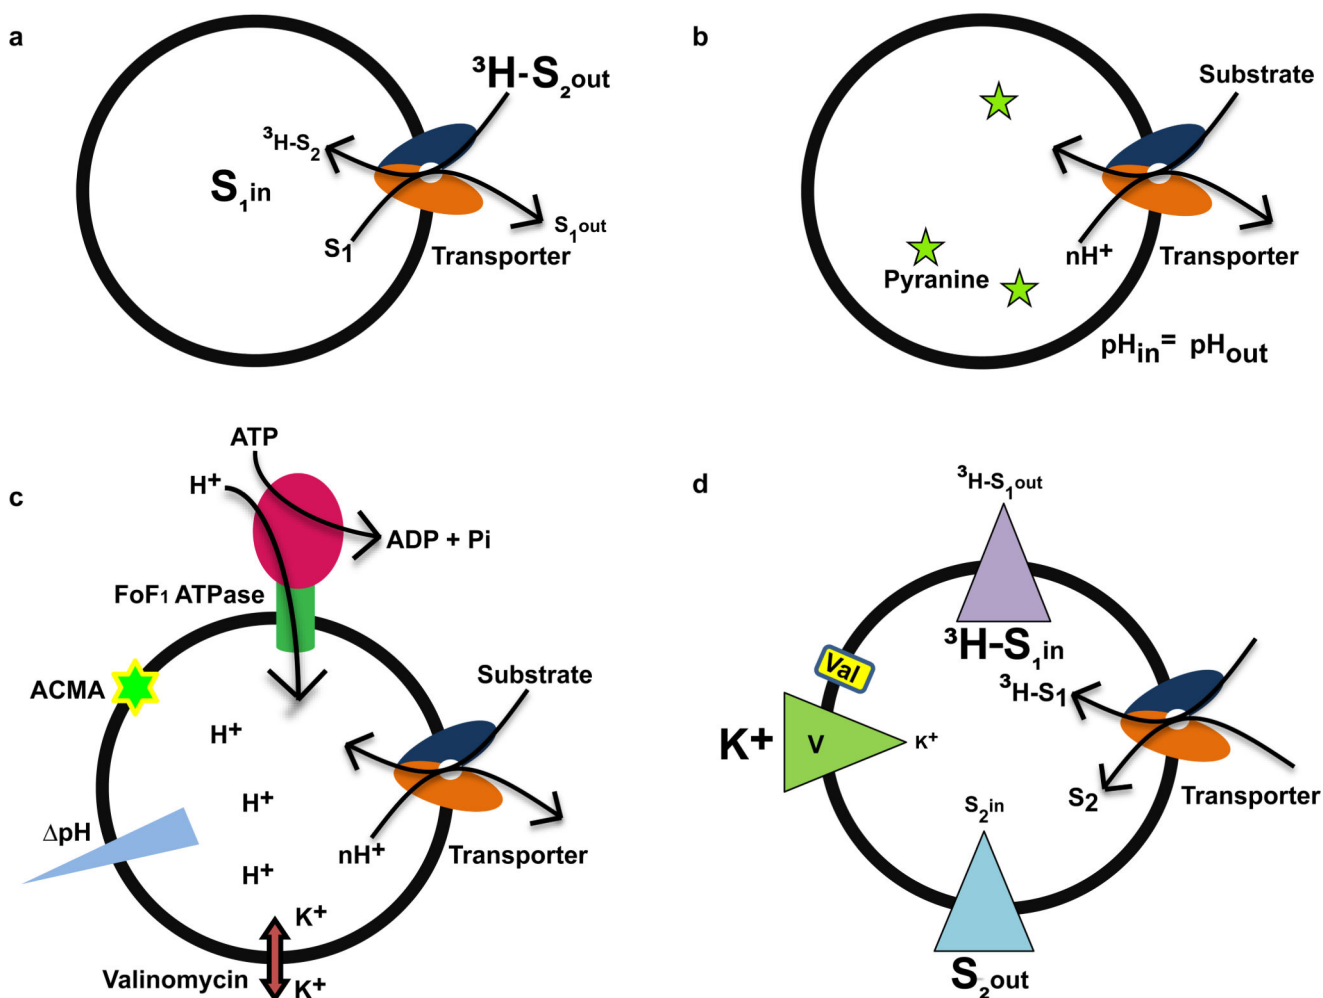 a
³H-S₂out
³H-S₂
S₁in
S₁out
S1
Transporter
b
Substrate
Pyranine
nH⁺
Transporter
pHin= pHout
c
ATP
H⁺
ADP + Pi
FoF₁ ATPase
ACMA
Substrate
H⁺
H⁺
ΔpH
H⁺
nH⁺
Transporter
K⁺
Valinomycin
K⁺
d
³H-S₁out
³H-S₁in
Val
³H-S1
K⁺
V
K⁺
S2
Transporter
S₂in
S₂out